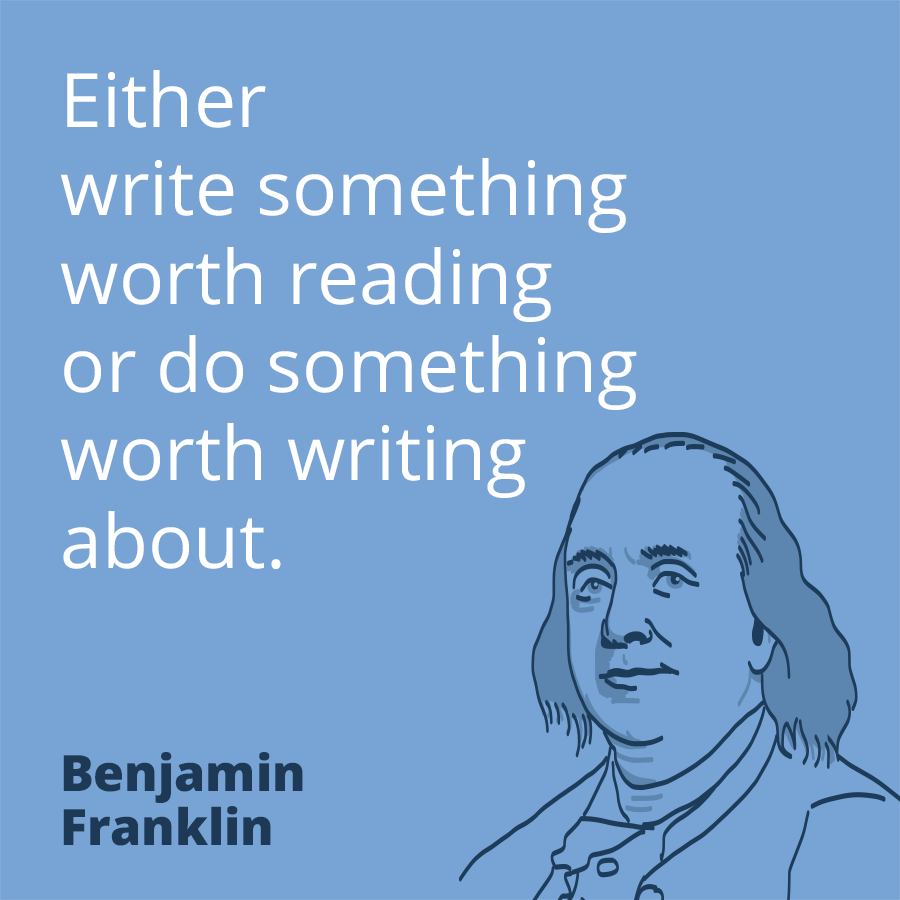 Either
write something
worth reading
or do something
worth writing
about.
Benjamin
Franklin